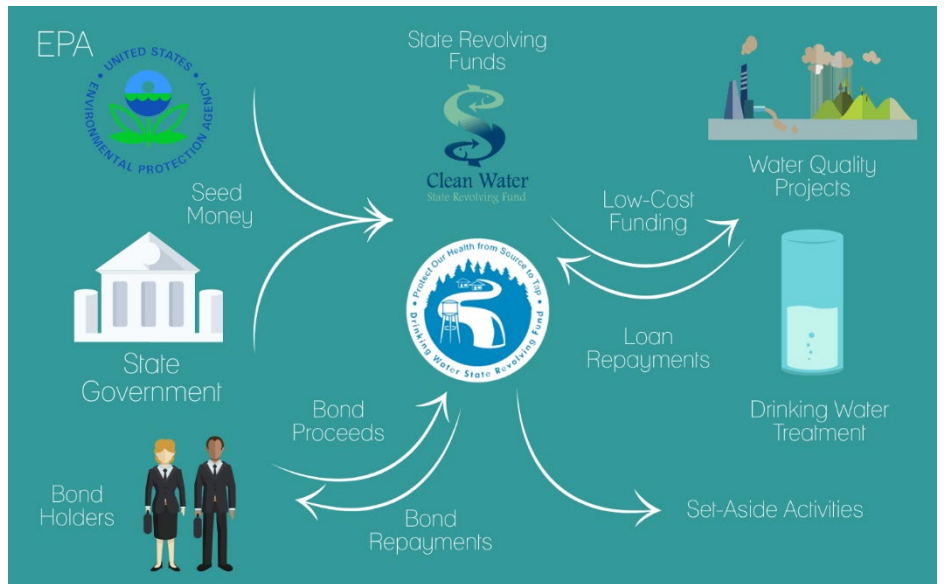 EPA
UNITED STATES
ENVIRONMENTAL PROTECTION AGENCY
State Revolving
Funds
Clean Water
State Revolving Fund
Water Quality
Projects
Seed
Money
Low-Cost
Funding
Protect Our Health from Source to Tap
Drinking Water State Revolving Fund
State
Government
Loan
Repayments
Drinking Water
Treatment
Bond
Proceeds
Bond
Holders
Bond
Repayments
Set-Aside Activities